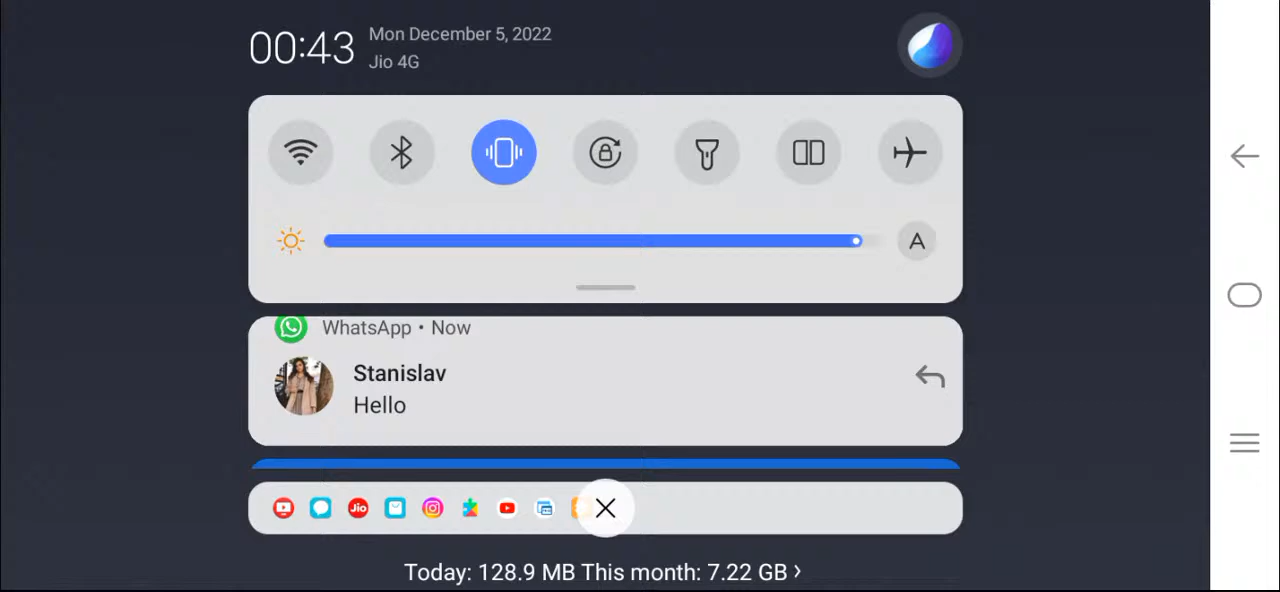 00:43
Mon December 5, 2022
Jio 4G
A
WhatsApp • Now
Stanislav
Hello
Jio
Today: 128.9 MB This month: 7.22 GB ›